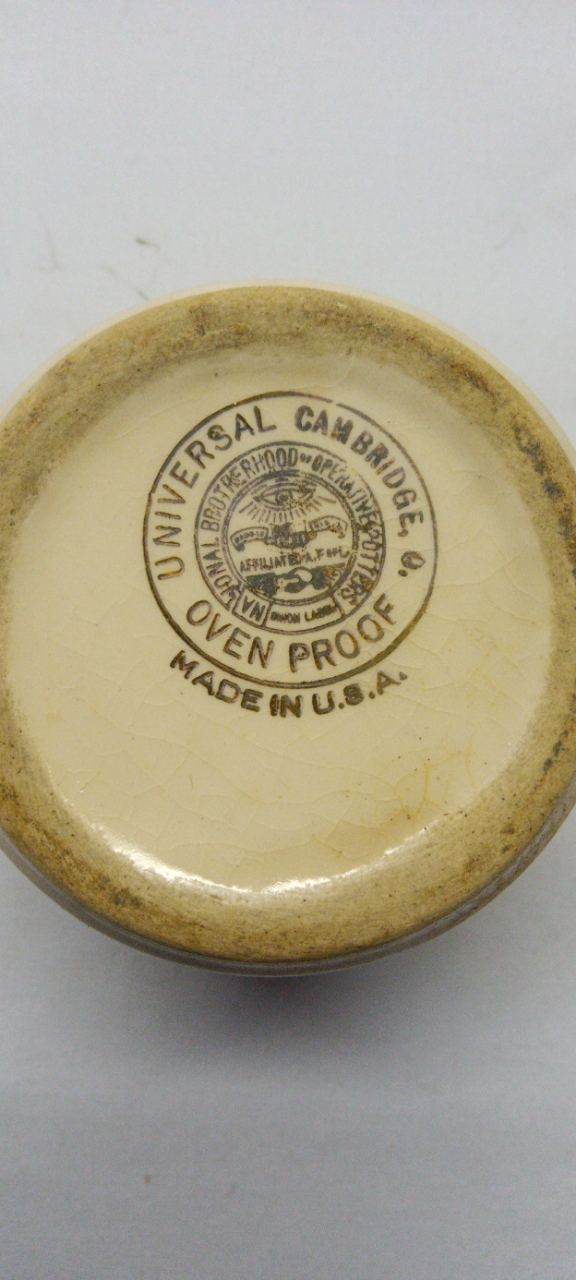 UNIVERSAL CAMBRIDGE, O.
NATIONAL BROTHERHOOD OF OPERATIVE POTTERS
AFFILIATED A.F. OF L.
UNION LABEL
OVEN PROOF
MADE IN U.S.A.